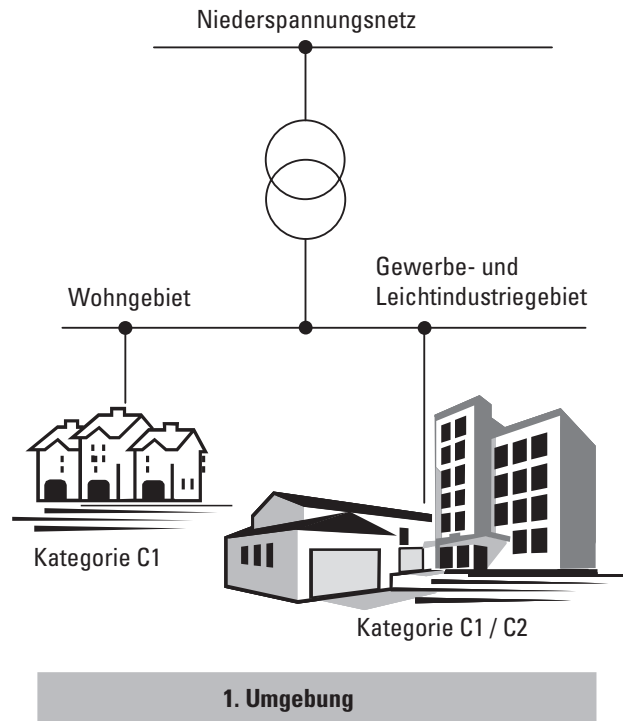 Niederspannungsnetz
Wohngebiet
Gewerbe- und
Leichtindustriegebiet
Kategorie C1
Kategorie C1 / C2
1. Umgebung